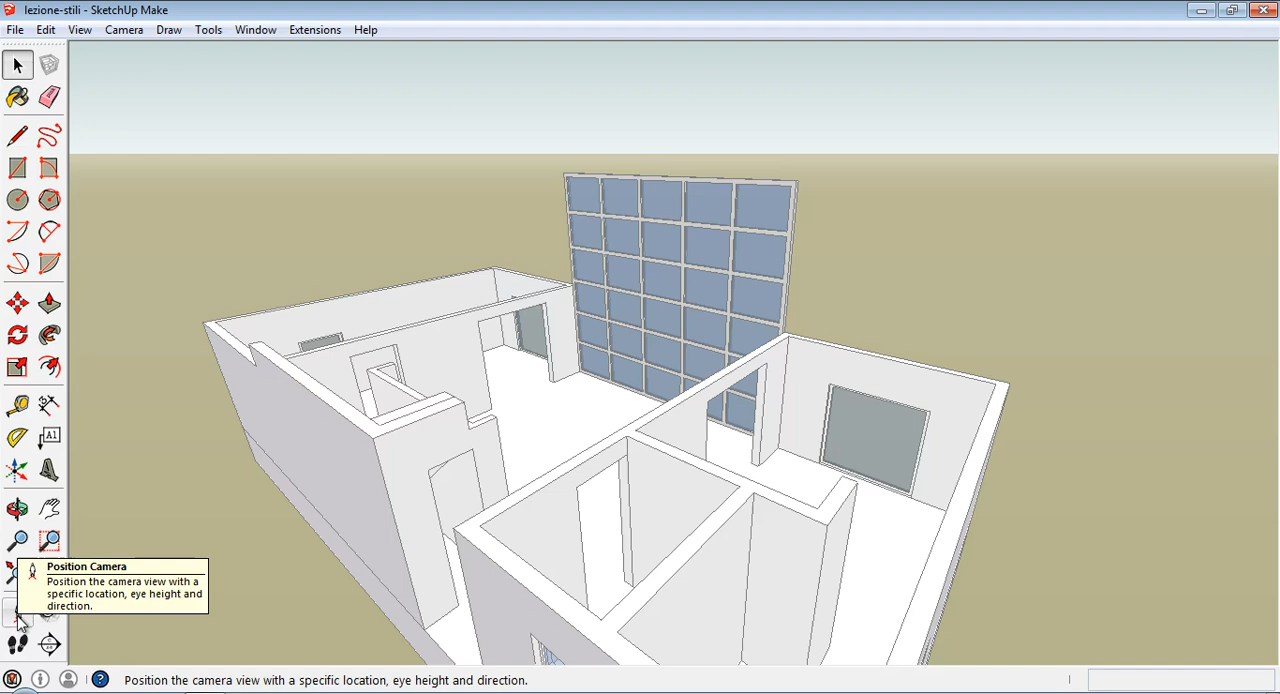 lezione-stili - SketchUp Make
File Edit View Camera Draw Tools Window Extensions Help
A1
Position Camera
Position the camera view with a
specific location, eye height and
direction.
Position the camera view with a specific location, eye height and direction.